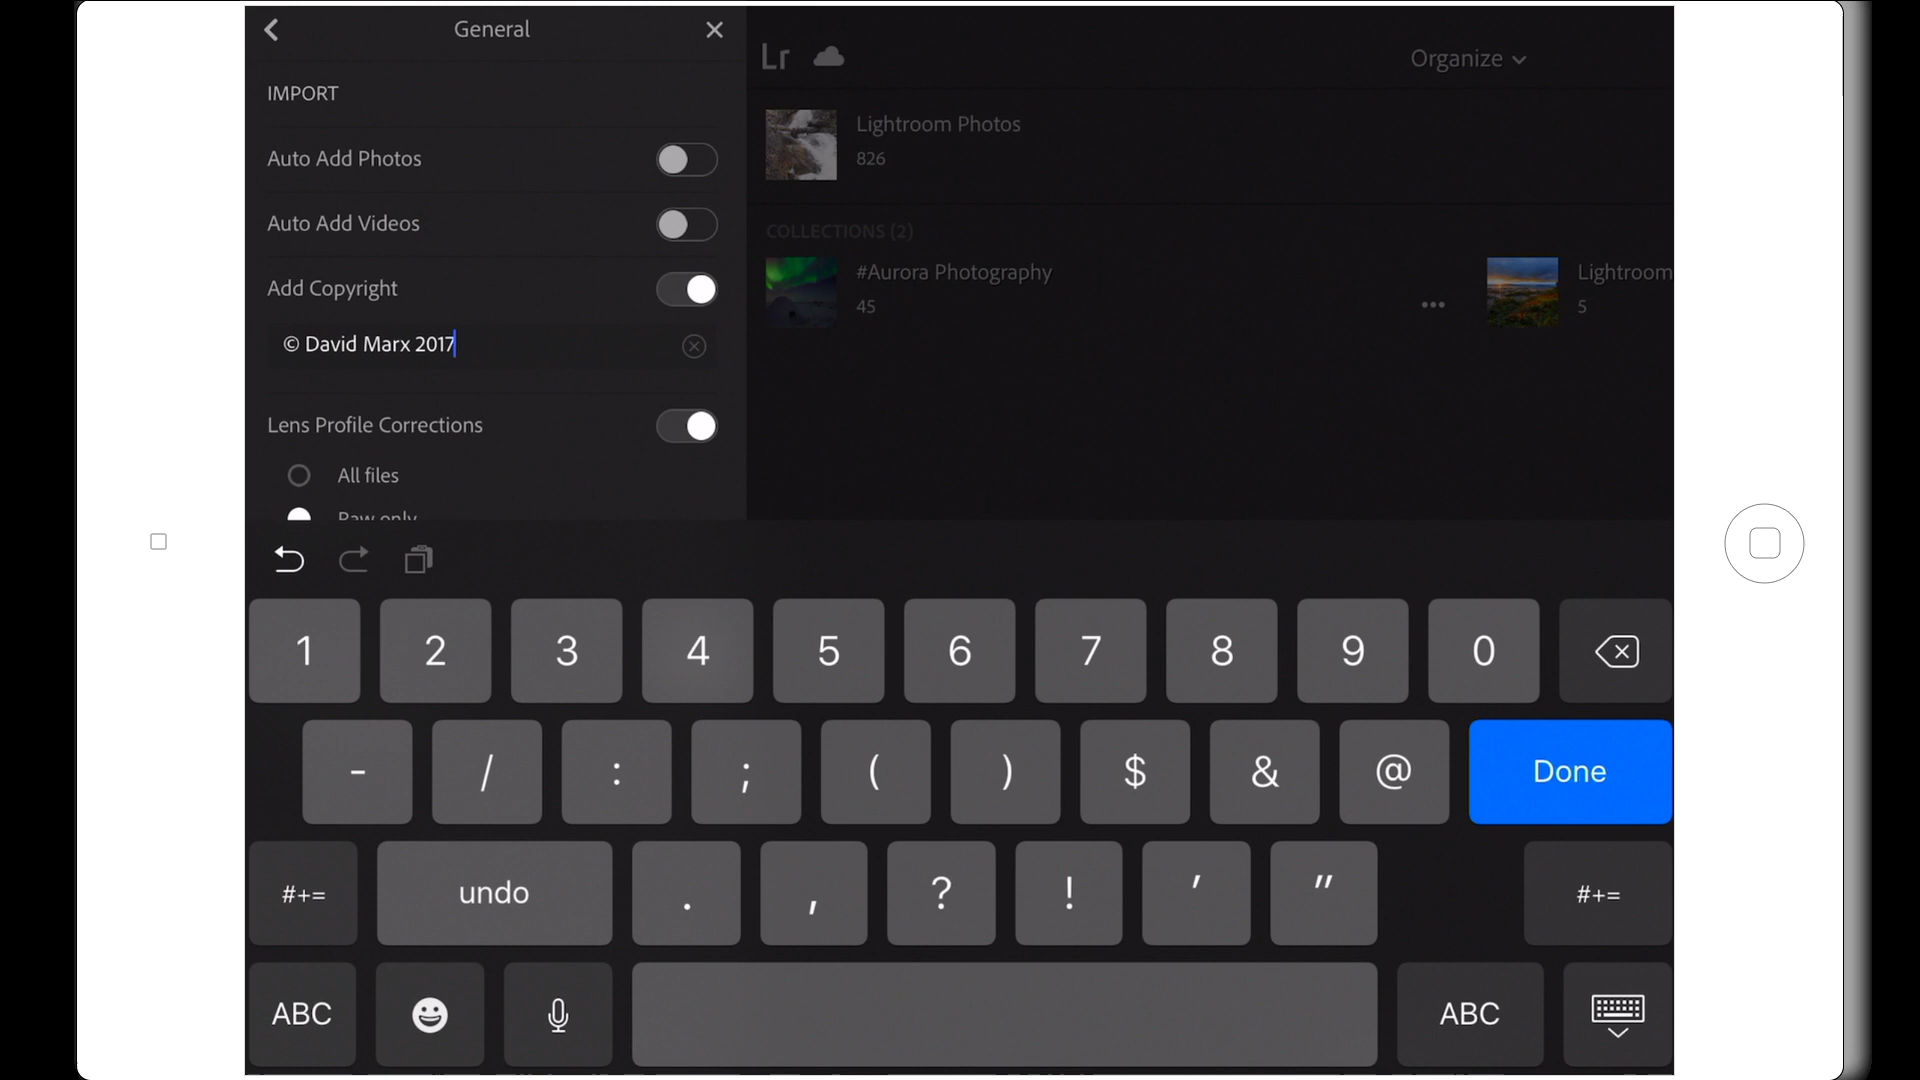 General
IMPORT
Auto Add Photos
Auto Add Videos
Add Copyright
© David Marx 2017
Lens Profile Corrections
All files
Raw only
Lr
Organize
Lightroom Photos
826
COLLECTIONS (2)
#Aurora Photography
45
Lightroom
5
1 2 3 4 5 6 7 8 9 0
- / : ; ( ) $ & @ Done
#+= undo . , ? ! ' " #+=
ABC ABC